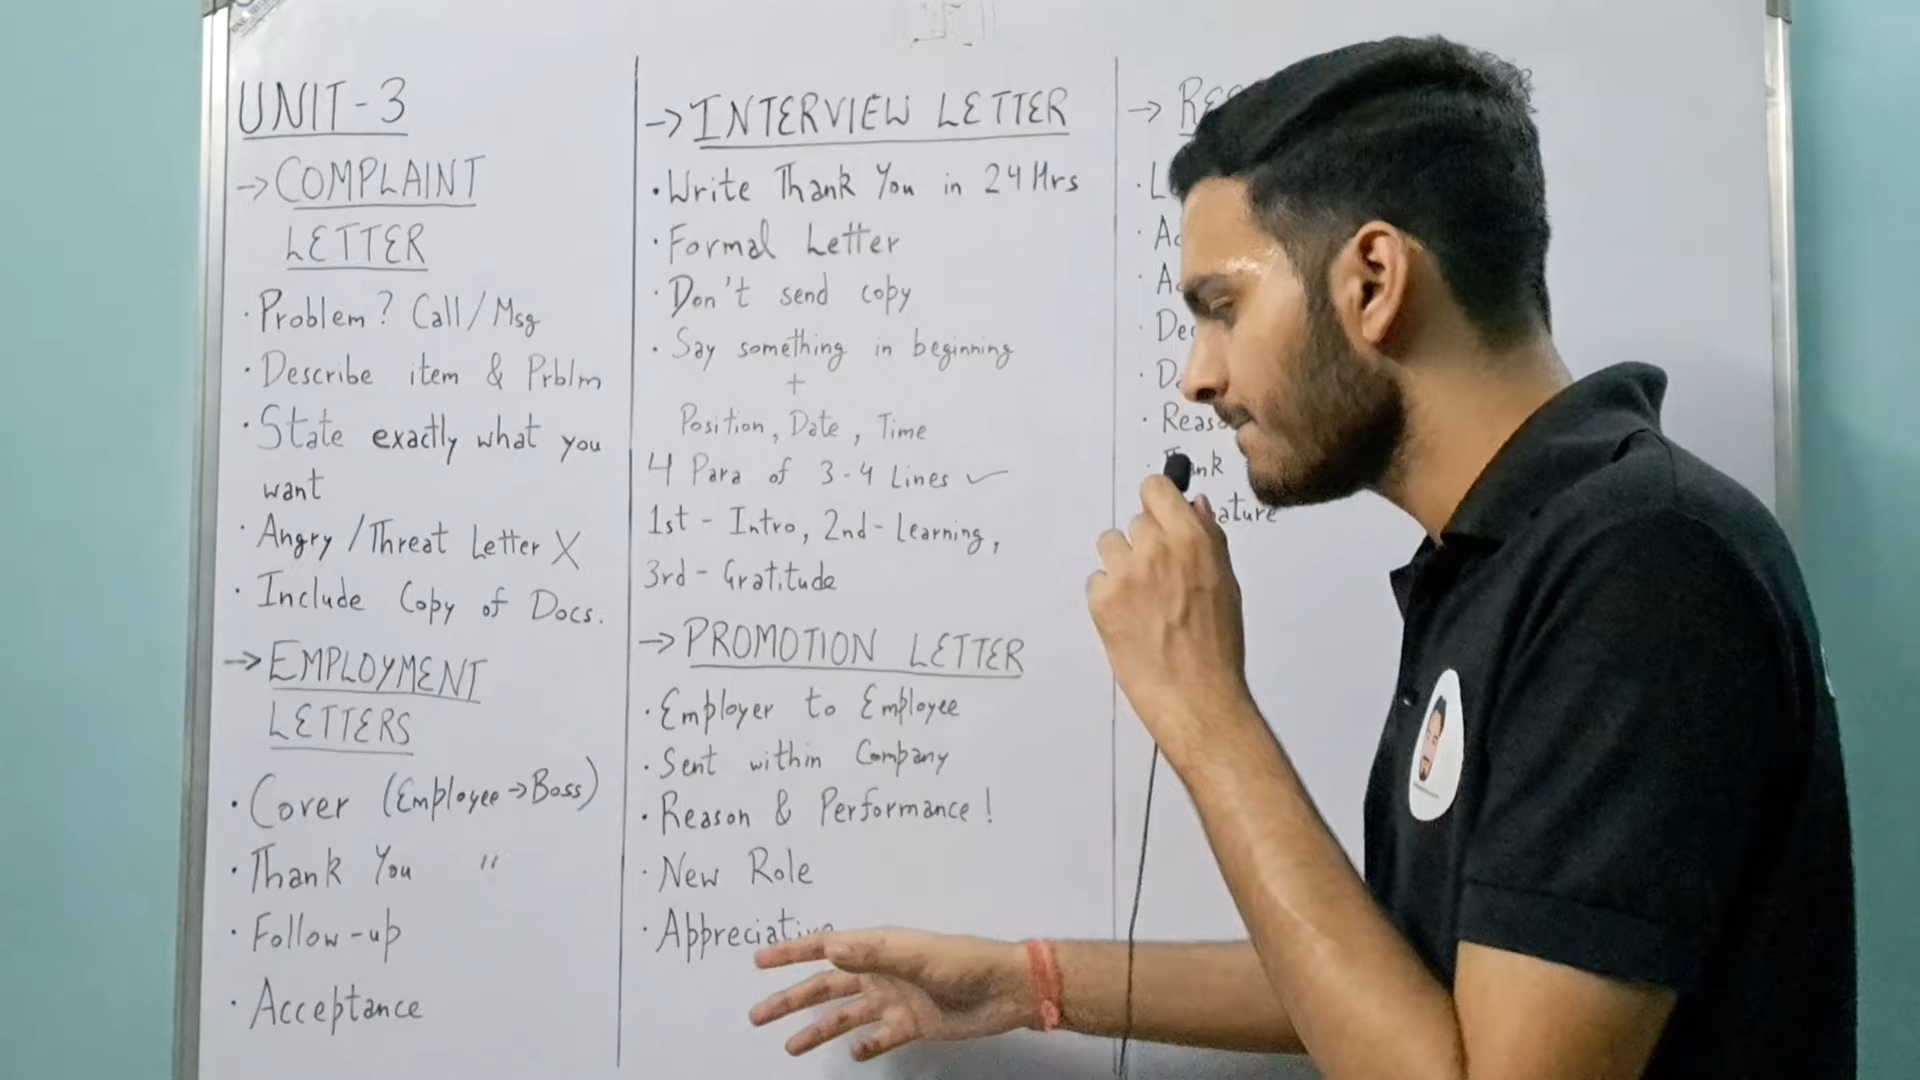 UNIT-3
→ COMPLAINT
LETTER
· Problem? Call/Msg
· Describe item & Prblm
· State exactly what you
want
· Angry/Threat Letter X
· Include Copy of Docs.
→ EMPLOYMENT
LETTERS
· Cover (Employee→Boss)
· Thank You "
· Follow-up
· Acceptance
→ INTERVIEW LETTER
· Write Thank You in 24 Hrs
· Formal Letter
· Don't send copy
· Say something in beginning
+
Position, Date, Time
4 Para of 3-4 Lines ✓
1st - Intro, 2nd - Learning,
3rd - Gratitude
→ PROMOTION LETTER
· Employer to Employee
· Sent within Company
· Reason & Performance!
· New Role